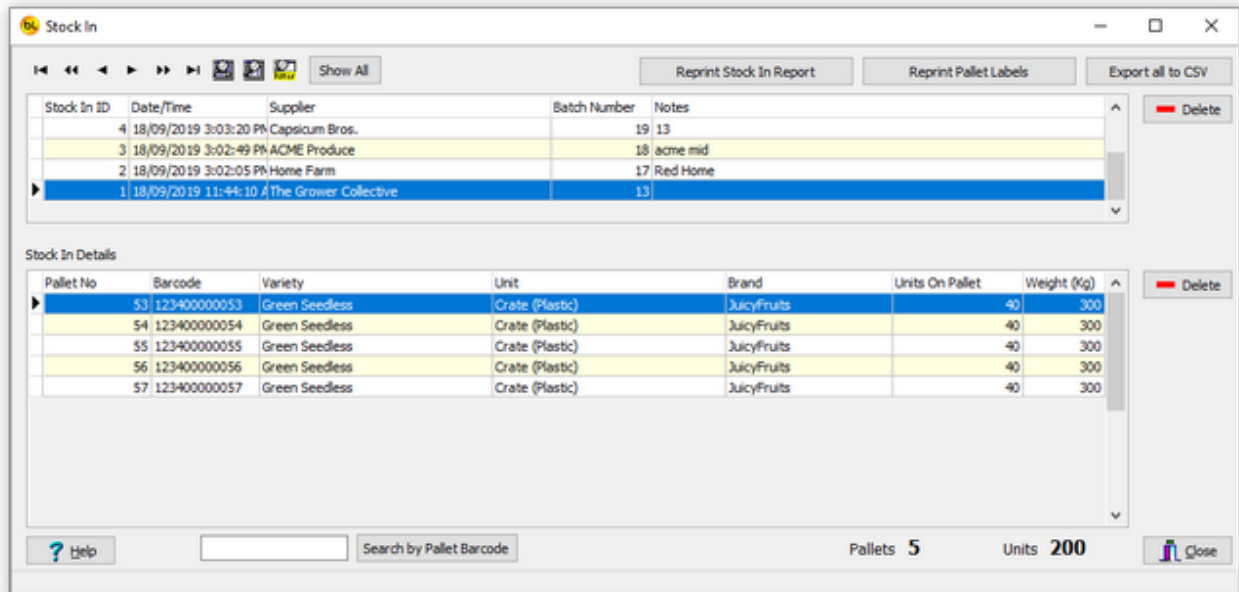 bL Stock In
Show All Reprint Stock In Report Reprint Pallet Labels Export all to CSV
Stock In ID Date/Time Supplier Batch Number Notes
4 18/09/2019 3:03:20 PM Capsicum Bros. 19 13
3 18/09/2019 3:02:49 PM ACME Produce 18 acme mid
2 18/09/2019 3:02:05 PM Home Farm 17 Red Home
1 18/09/2019 11:44:10 A The Grower Collective 13
Delete
Stock In Details
Pallet No Barcode Variety Unit Brand Units On Pallet Weight (Kg)
53 123400000053 Green Seedless Crate (Plastic) JuicyFruits 40 300
54 123400000054 Green Seedless Crate (Plastic) JuicyFruits 40 300
55 123400000055 Green Seedless Crate (Plastic) JuicyFruits 40 300
56 123400000056 Green Seedless Crate (Plastic) JuicyFruits 40 300
57 123400000057 Green Seedless Crate (Plastic) JuicyFruits 40 300
Delete
? Help Search by Pallet Barcode Pallets 5 Units 200 Close